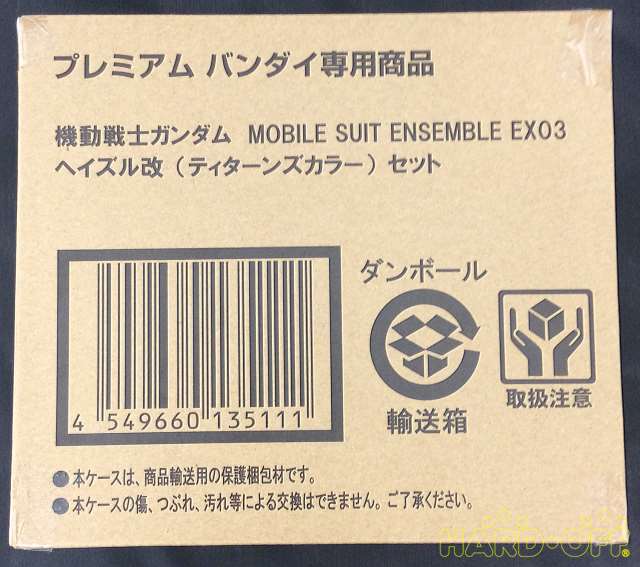 プレミアム バンダイ専用商品
機動戦士ガンダム MOBILE SUIT ENSEMBLE EX03
ヘイズル改（ティターンズカラー）セット
ダンボール
輸送箱
取扱注意
4 549660 135111
●本ケースは、商品輸送用の保護梱包材です。
●本ケースの傷、つぶれ、汚れ等による交換はできません。ご了承ください。
HARD-OFF